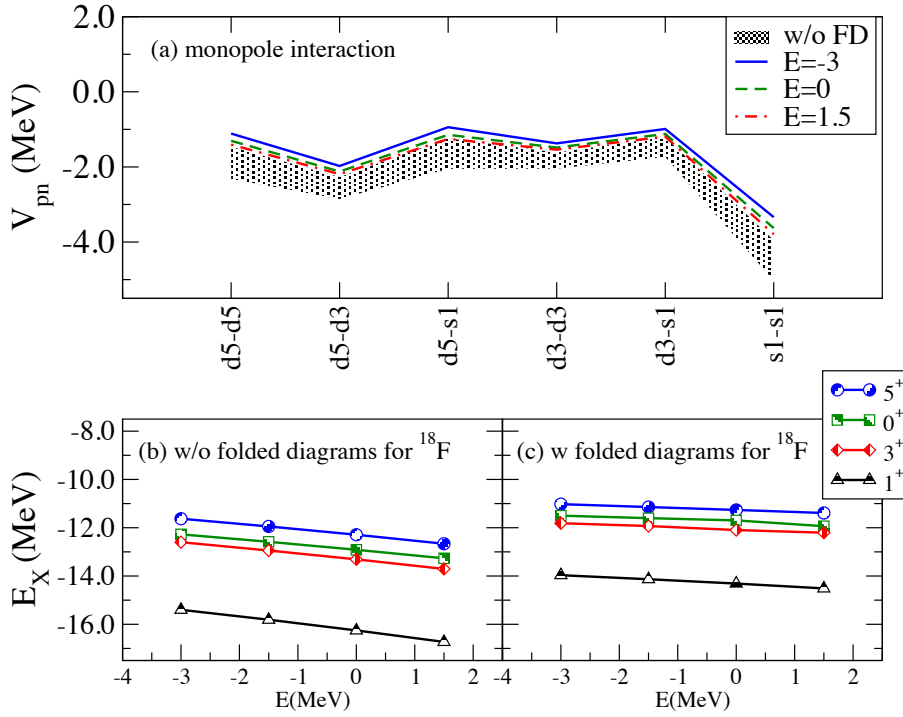 2.0
0.0
-2.0
-4.0
V_pn (MeV)
(a) monopole interaction
w/o FD
E=-3
E=0
E=1.5
d5-d5
d5-d3
d5-s1
d3-d3
d3-s1
s1-s1
5^+
0^+
3^+
1^+
-8.0
-10.0
-12.0
-14.0
-16.0
E_X (MeV)
(b) w/o folded diagrams for ^18F
(c) w folded diagrams for ^18F
-4 -3 -2 -1 0 1 2
-4 -3 -2 -1 0 1 2
E(MeV)
E(MeV)